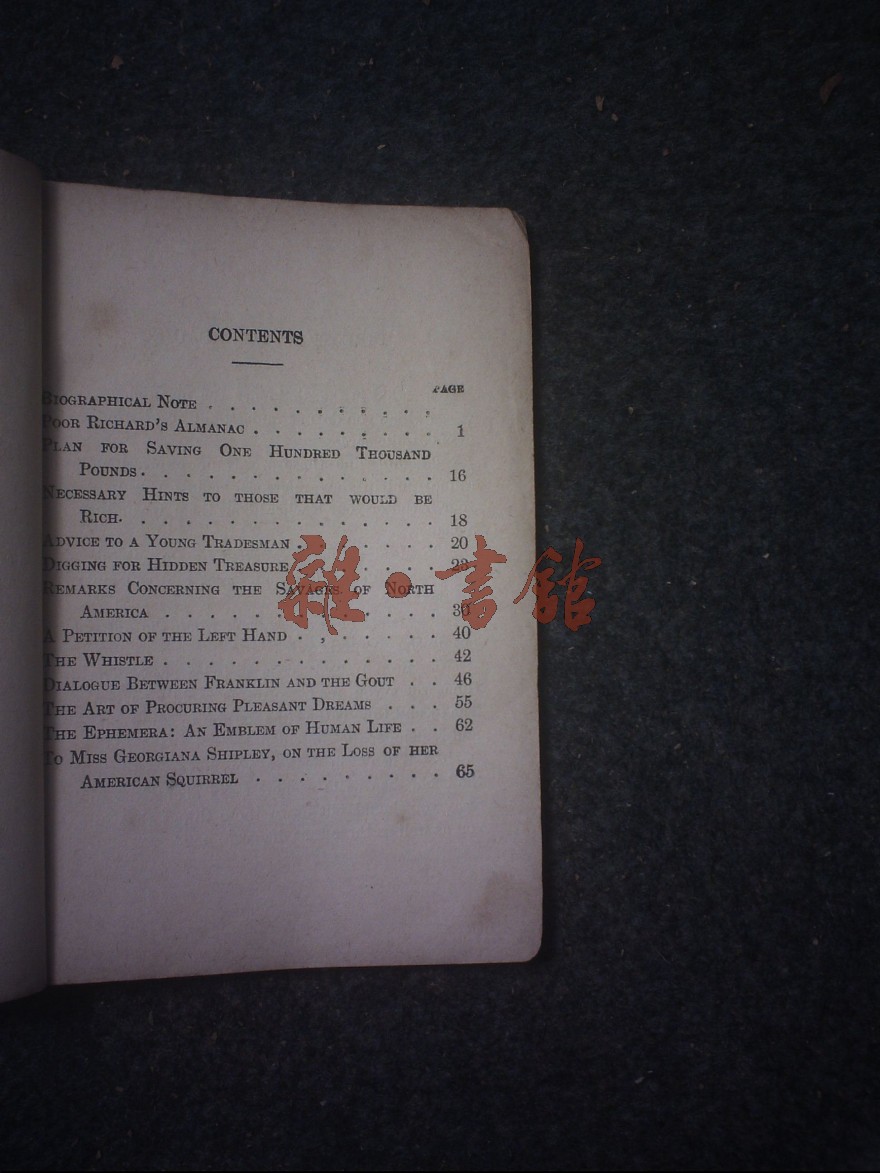 CONTENTS
PAGE
BIOGRAPHICAL NOTE . . . . . . . . . .
POOR RICHARD'S ALMANAC . . . . . . . . . 1
PLAN FOR SAVING ONE HUNDRED THOUSAND
POUNDS . . . . . . . . . . . . . . 16
NECESSARY HINTS TO THOSE THAT WOULD BE
RICH . . . . . . . . . . . . . . 18
ADVICE TO A YOUNG TRADESMAN . . . . . . . 20
DIGGING FOR HIDDEN TREASURE . . . . . . . 23
REMARKS CONCERNING THE SAVAGES OF NORTH
AMERICA . . . . . . . . . . . . .
A PETITION OF THE LEFT HAND . , . . . . . 40
THE WHISTLE . . . . . . . . . . . . . 42
DIALOGUE BETWEEN FRANKLIN AND THE GOUT . . 46
THE ART OF PROCURING PLEASANT DREAMS . . . 55
THE EPHEMERA: AN EMBLEM OF HUMAN LIFE . . 62
TO MISS GEORGIANA SHIPLEY, ON THE LOSS OF HER
AMERICAN SQUIRREL . . . . . . . . . 65
雜·書館